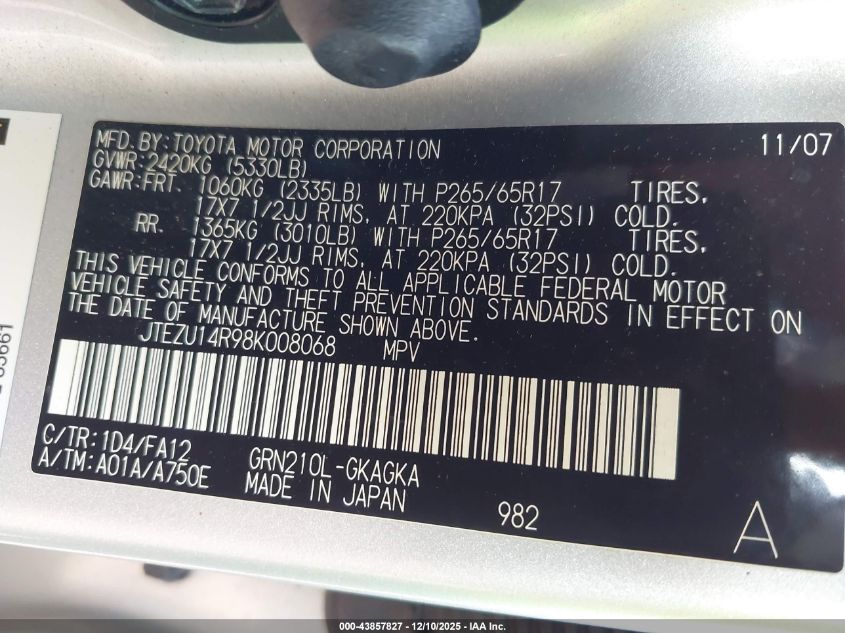 MFD. BY: TOYOTA MOTOR CORPORATION 11/07
GVWR: 2420KG (5330LB)
GAWR: FRT. 1060KG (2335LB) WITH P265/65R17 TIRES,
17X7 1/2JJ RIMS, AT 220KPA (32PSI) COLD.
RR. 1365KG (3010LB) WITH P265/65R17 TIRES,
17X7 1/2JJ RIMS, AT 220KPA (32PSI) COLD.
THIS VEHICLE CONFORMS TO ALL APPLICABLE FEDERAL MOTOR
VEHICLE SAFETY AND THEFT PREVENTION STANDARDS IN EFFECT ON
THE DATE OF MANUFACTURE SHOWN ABOVE.
JTEZU14R98K008068 MPV
C/TR: 1D4/FA12
A/TM: A01A/A750E
GRN210L-GKAGKA
MADE IN JAPAN
982
A
000-43857827 - 12/10/2025 - IAA Inc.